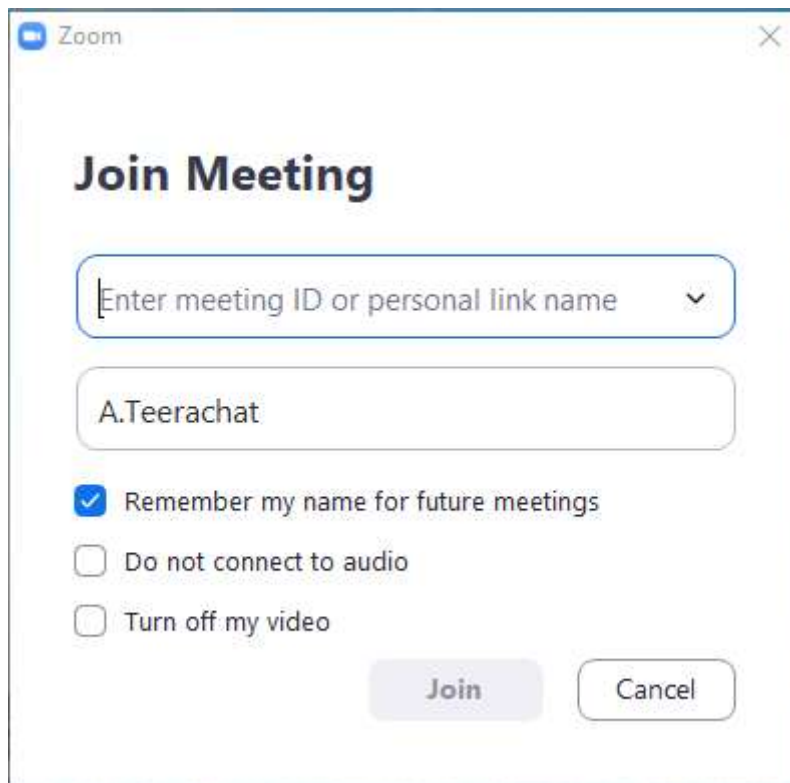 Zoom
Join Meeting
Enter meeting ID or personal link name
A.Teerachat
Remember my name for future meetings
Do not connect to audio
Turn off my video
Join Cancel